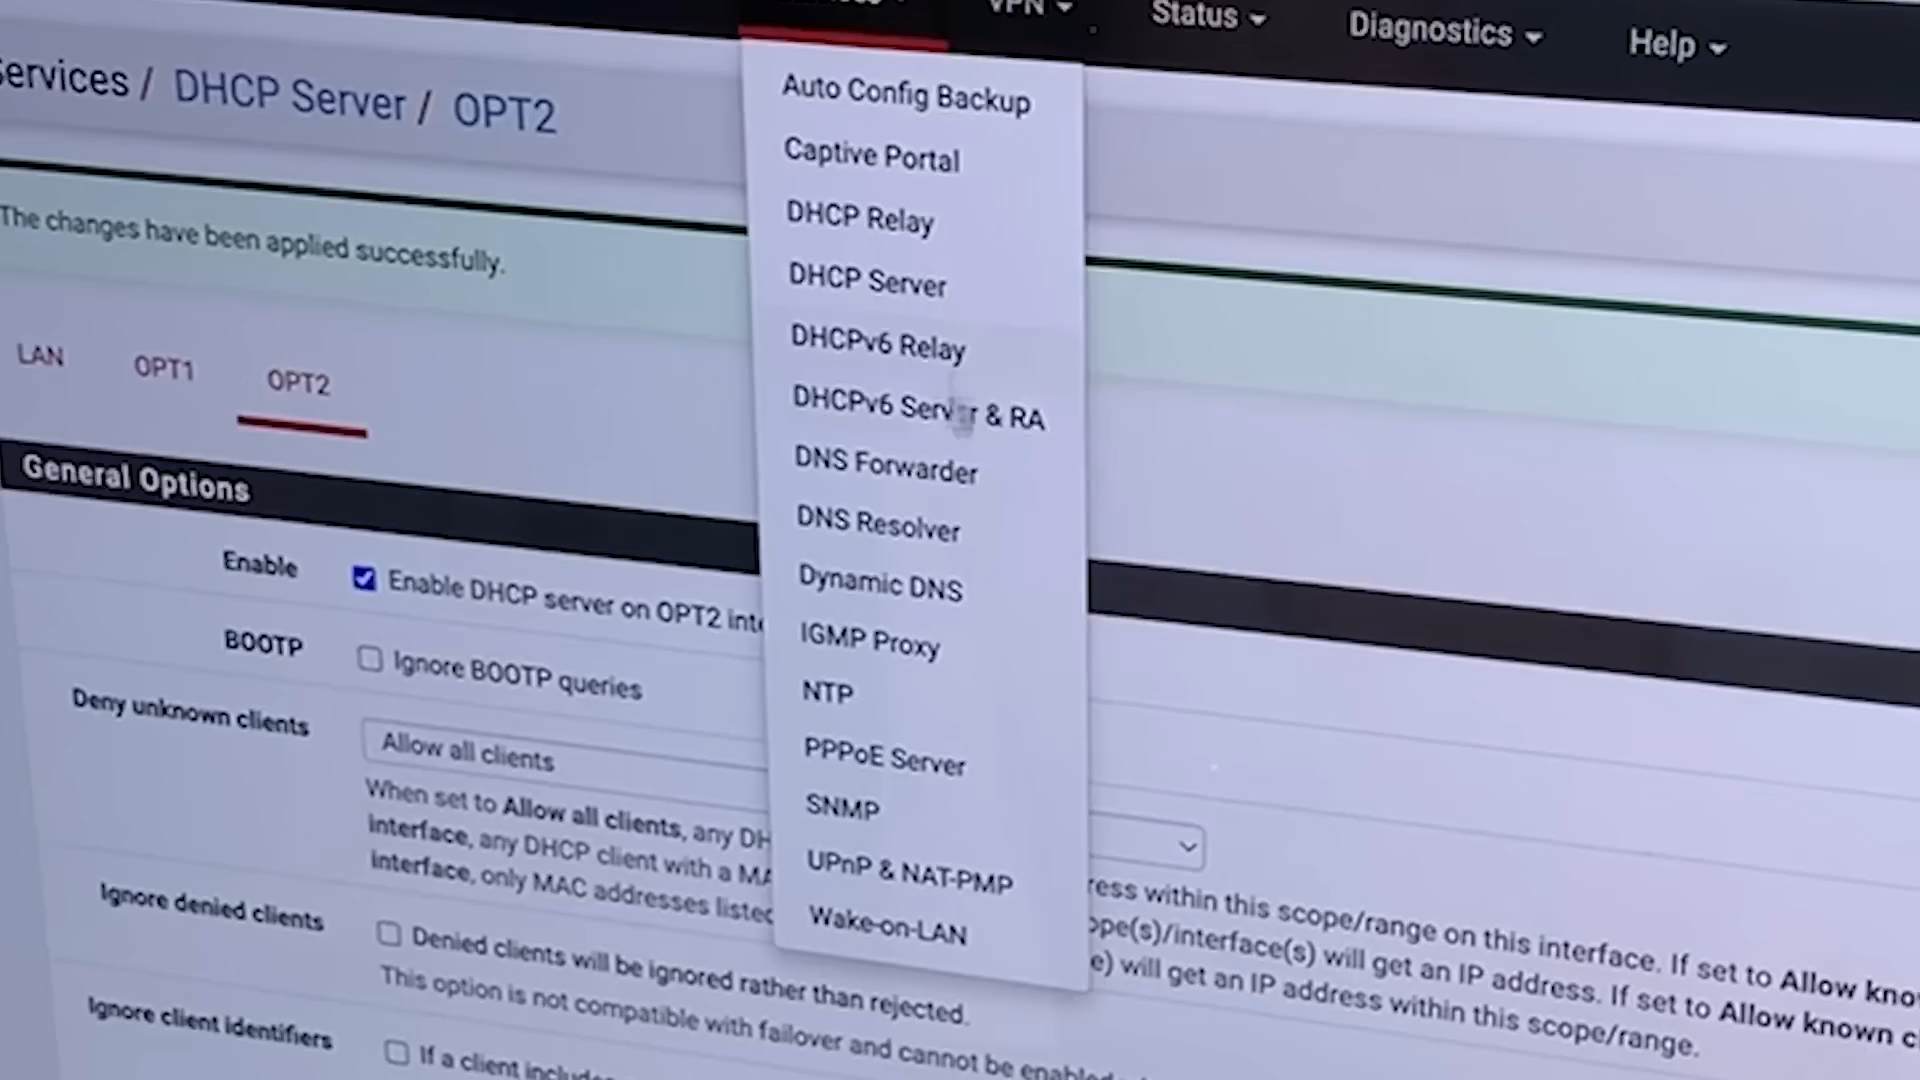 VPN
Status
Diagnostics
Help
Services / DHCP Server / OPT2
The changes have been applied successfully.
LAN
OPT1
OPT2
General Options
Enable
Enable DHCP server on OPT2
BOOTP
Ignore BOOTP queries
Deny unknown clients
Allow all clients
When set to Allow all clients, any
interface, any DHCP client with a
interface, only MAC addresses listed
ress within this scope/range on this interface. If set to Allow
ope(s)/interface(s) will get an IP address. If set to Allow known
e) will get an IP address within this scope/range.
Ignore denied clients
Denied clients will be ignored rather than rejected.
This option is not compatible with failover and cannot be enabled
Ignore client identifiers
If a client
Auto Config Backup
Captive Portal
DHCP Relay
DHCP Server
DHCPv6 Relay
DHCPv6 Server & RA
DNS Forwarder
DNS Resolver
Dynamic DNS
IGMP Proxy
NTP
PPPoE Server
SNMP
UPnP & NAT-PMP
Wake-on-LAN